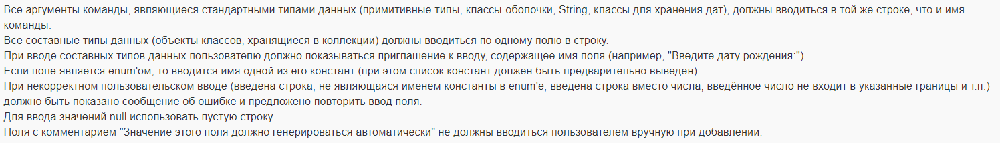 Все аргументы команды, являющиеся стандартными типами данных (примитивные типы, классы-оболочки, String, классы для хранения дат), должны вводиться в той же строке, что и имя
команды.
Все составные типы данных (объекты классов, хранящиеся в коллекции) должны вводиться по одному полю в строку.
При вводе составных типов данных пользователю должно показываться приглашение к вводу, содержащее имя поля (например, "Введите дату рождения:")
Если поле является enum'ом, то вводится имя одной из его констант (при этом список констант должен быть предварительно выведен).
При некорректном пользовательском вводе (введена строка, не являющаяся именем константы в enum'е; введена строка вместо числа; введённое число не входит в указанные границы и т.п.)
должно быть показано сообщение об ошибке и предложено повторить ввод поля.
Для ввода значений null использовать пустую строку.
Поля с комментарием "Значение этого поля должно генерироваться автоматически" не должны вводиться пользователем вручную при добавлении.